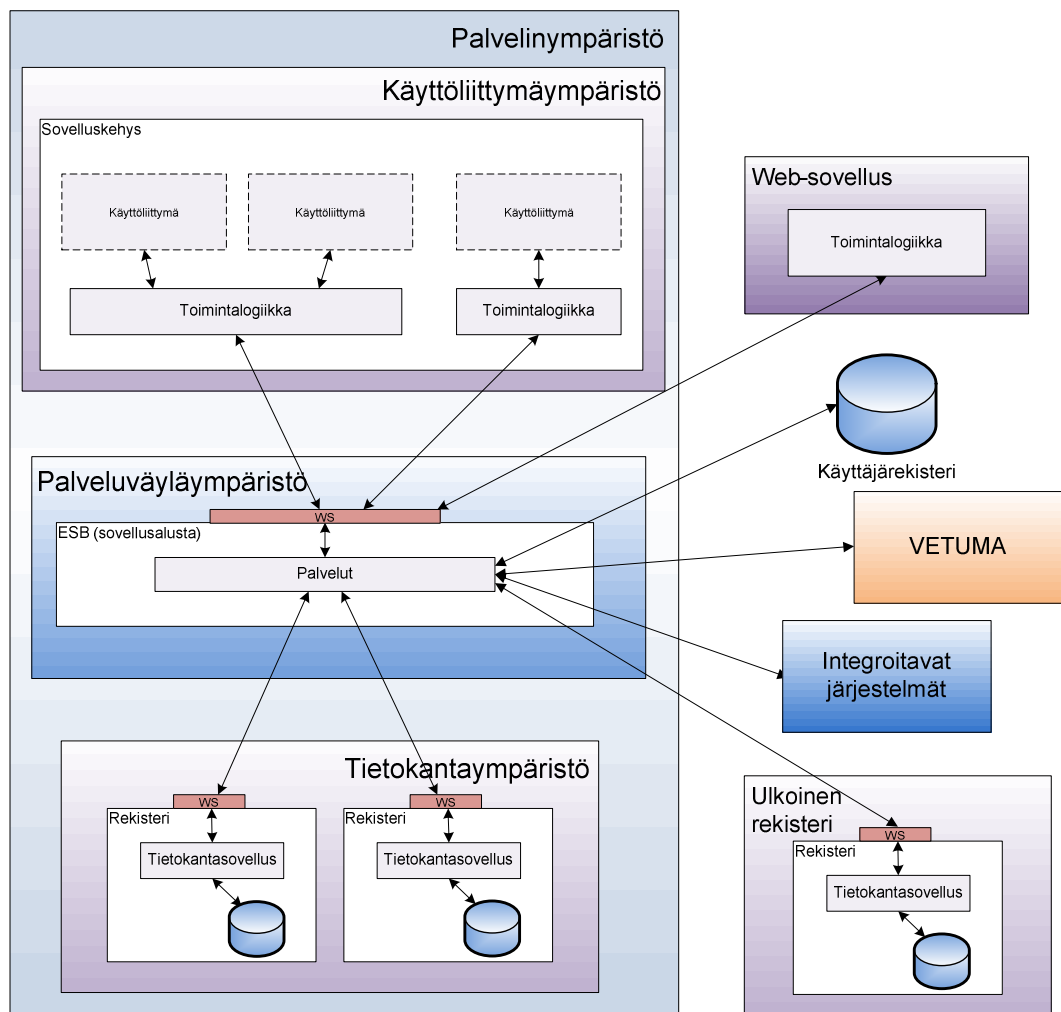 Palvelinympäristö
Käyttöliittymäympäristö
Sovelluskehys
Käyttöliittymä
Käyttöliittymä
Käyttöliittymä
Toimintalogiikka
Toimintalogiikka
Web-sovellus
Toimintalogiikka
Käyttäjärekisteri
Palveluväyläympäristö
WS
ESB (sovellusalusta)
Palvelut
VETUMA
Integroitavat
järjestelmät
Tietokantaympäristö
WS
Rekisteri
Tietokantasovellus
WS
Rekisteri
Tietokantasovellus
Ulkoinen
rekisteri
WS
Rekisteri
Tietokantasovellus